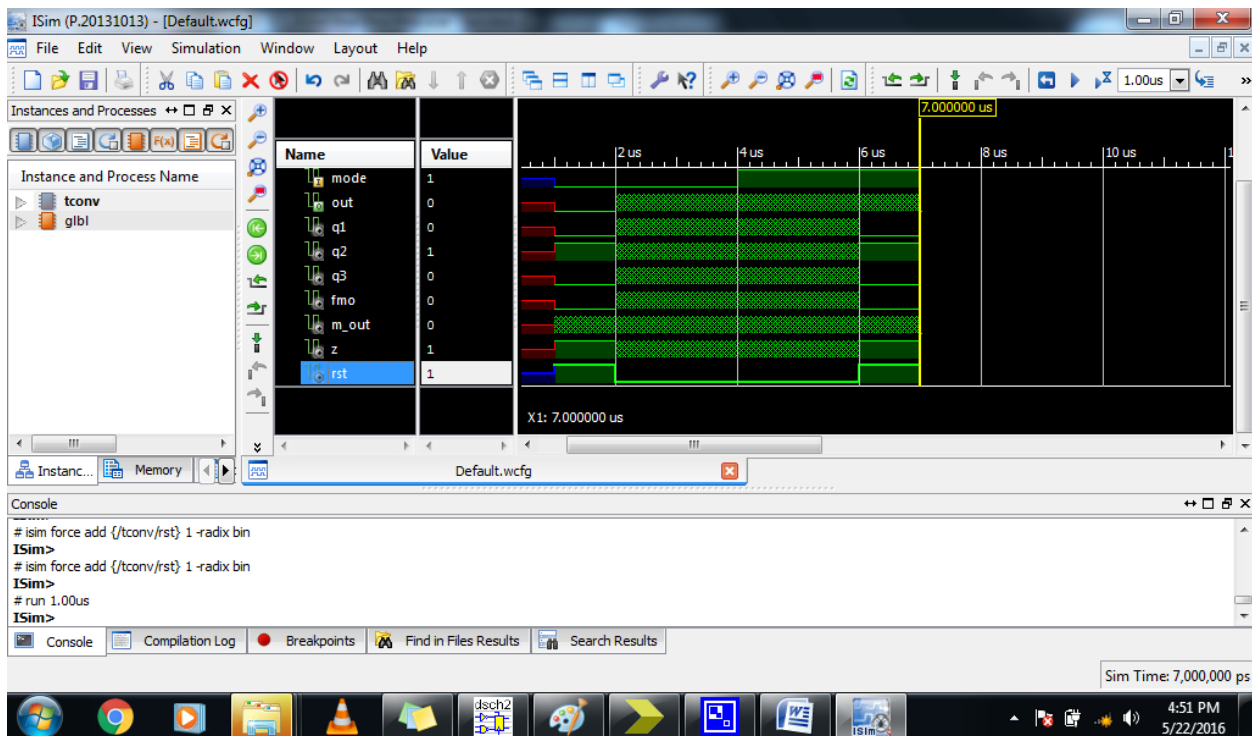 ISim (P.20131013) - [Default.wcfg]
File Edit View Simulation Window Layout Help
1.00us
Instances and Processes
F(x)
Instance and Process Name
tconv
glbl
Name Value
7.000000 us
2 us 4 us 6 us 8 us 10 us 1
mode 1
out 0
q1 0
q2 1
q3 0
fmo 0
m_out 0
z 1
rst 1
X1: 7.000000 us
Instanc... Memory
Default.wcfg
Console
# isim force add {/tconv/rst} 1 -radix bin
ISim>
# isim force add {/tconv/rst} 1 -radix bin
ISim>
# run 1.00us
ISim>
Console Compilation Log Breakpoints Find in Files Results Search Results
Sim Time: 7,000,000 ps
dsch2
ISim
4:51 PM
5/22/2016